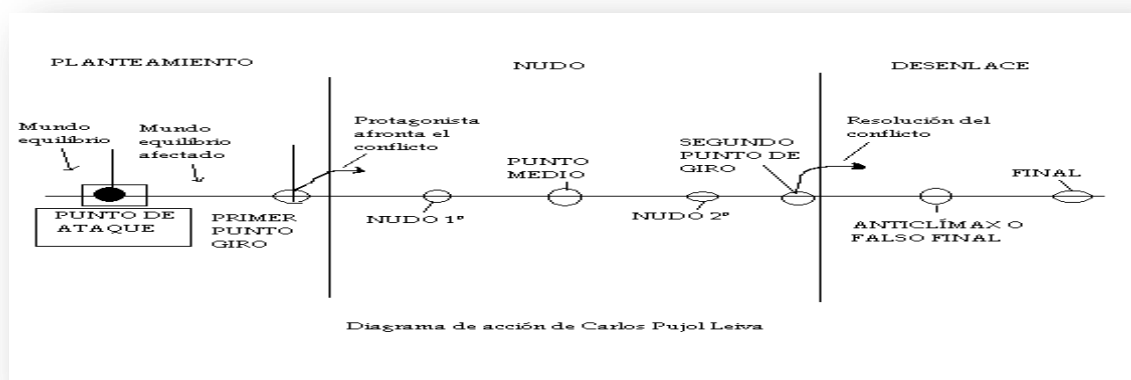 PLANTEAMIENTO
NUDO
DESENLACE
Mundo
equilíbrio
Mundo
equilíbrio
afectado
Protagonista
afronta el
conflicto
Resolución del
conflicto
PUNTO
MEDIO
SEGUNDO
PUNTO DE
GIRO
FINAL
PUNTO DE
ATAQUE
PRIMER
PUNTO
GIRO
NUDO 1º
NUDO 2º
ANTICLÍMAX O
FALSO FINAL
Diagrama de acción de Carlos Pujol Leiva